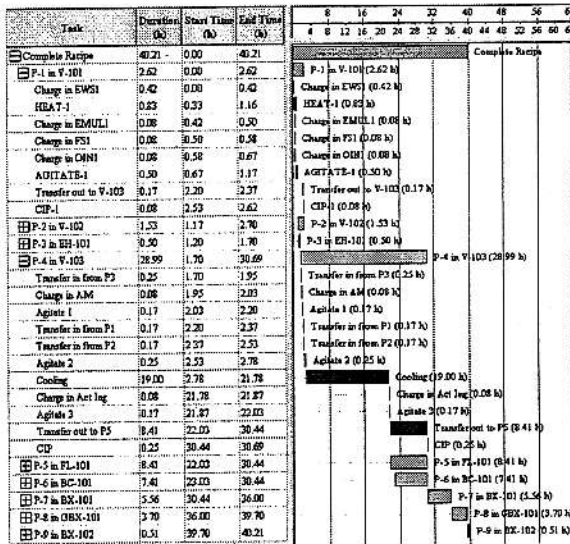 Task Duration (h) Start Time (h) End Time (h)
8 16 24 32 40 48 56 6
4 8 12 16 20 24 28 32 36 40 44 48 52 56 60 6
Complete Recipe 40.21 - 0.00 40.21 Complete Recipe
P-1 in V-101 2.62 0.00 2.62 P-1 in V-101 (2.62 h)
Charge in EWS1 0.42 0.00 0.42 Charge in EWS1 (0.42 h)
HEAT-1 0.83 0.33 1.16 HEAT-1 (0.83 h)
Charge in EMUL1 0.08 0.42 0.50 Charge in EMUL1 (0.08 h)
Charge in FS1 0.08 0.50 0.58 Charge in FS1 (0.08 h)
Charge in OIN1 0.08 0.58 0.67 Charge in OIN1 (0.08 h)
AGITATE-1 0.50 0.67 1.17 AGITATE-1 (0.50 h)
Transfer out to V-103 0.17 2.20 2.37 Transfer out to V-103 (0.17 h)
CIP-1 0.08 2.53 2.62 CIP-1 (0.08 h)
P-2 in V-102 1.53 1.17 2.70 P-2 in V-102 (1.53 h)
P-3 in EH-101 0.50 1.20 1.70 P-3 in EH-101 (0.50 h)
P-4 in V-103 28.99 1.70 30.69 P-4 in V-103 (28.99 h)
Transfer in from P3 0.25 1.70 1.95 Transfer in from P3 (0.25 h)
Charge in AM 0.08 1.95 2.03 Charge in AM (0.08 h)
Agitate 1 0.17 2.03 2.20 Agitate 1 (0.17 h)
Transfer in from P1 0.17 2.20 2.37 Transfer in from P1 (0.17 h)
Transfer in from P2 0.17 2.37 2.53 Transfer in from P2 (0.17 h)
Agitate 2 0.25 2.53 2.78 Agitate 2 (0.25 h)
Cooling 19.00 2.78 21.78 Cooling (19.00 h)
Charge in Act Ing 0.08 21.78 21.87 Charge in Act Ing (0.08 h)
Agitate 3 0.17 21.87 22.03 Agitate 3 (0.17 h)
Transfer out to P5 8.41 22.03 30.44 Transfer out to P5 (8.41 h)
CIP 0.25 30.44 30.69 CIP (0.25 h)
P-5 in FL-101 8.41 22.03 30.44 P-5 in FL-101 (8.41 h)
P-6 in BC-101 7.41 23.03 30.44 P-6 in BC-101 (7.41 h)
P-7 in BX-101 5.56 30.44 36.00 P-7 in BX-101 (5.56 h)
P-8 in GBX-101 3.70 36.00 39.70 P-8 in GBX-101 (3.70 h)
P-9 in BX-102 0.51 39.70 40.21 P-9 in BX-102 (0.51 h)